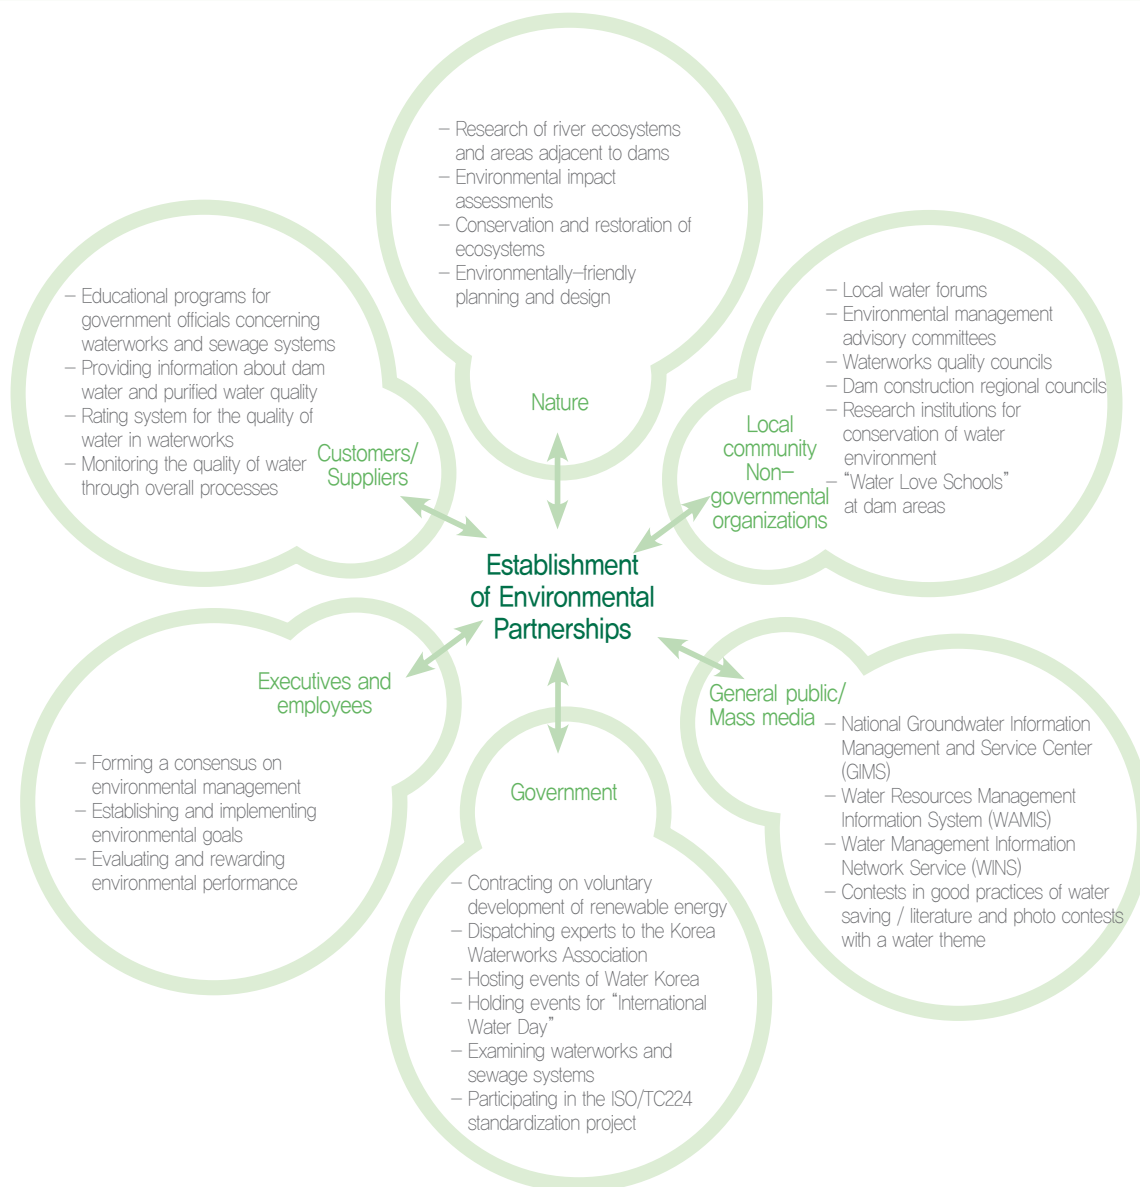 – Research of river ecosystems
and areas adjacent to dams
– Environmental impact
assessments
– Conservation and restoration of
ecosystems
– Environmentally–friendly
planning and design
Nature
– Educational programs for
government officials concerning
waterworks and sewage systems
– Providing information about dam
water and purified water quality
– Rating system for the quality of
water in waterworks
– Monitoring the quality of water
through overall processes
Customers/
Suppliers
– Local water forums
– Environmental management
advisory committees
– Waterworks quality councils
– Dam construction regional councils
– Research institutions for
conservation of water
environment
– “Water Love Schools”
at dam areas
Local
community
Non–
governmental
organizations
Establishment
of Environmental
Partnerships
Executives and
employees
– Forming a consensus on
environmental management
– Establishing and implementing
environmental goals
– Evaluating and rewarding
environmental performance
Government
– Contracting on voluntary
development of renewable energy
– Dispatching experts to the Korea
Waterworks Association
– Hosting events of Water Korea
– Holding events for “International
Water Day”
– Examining waterworks and
sewage systems
– Participating in the ISO/TC224
standardization project
General public/
Mass media
– National Groundwater Information
Management and Service Center
(GIMS)
– Water Resources Management
Information System (WAMIS)
– Water Management Information
Network Service (WINS)
– Contests in good practices of water
saving / literature and photo contests
with a water theme